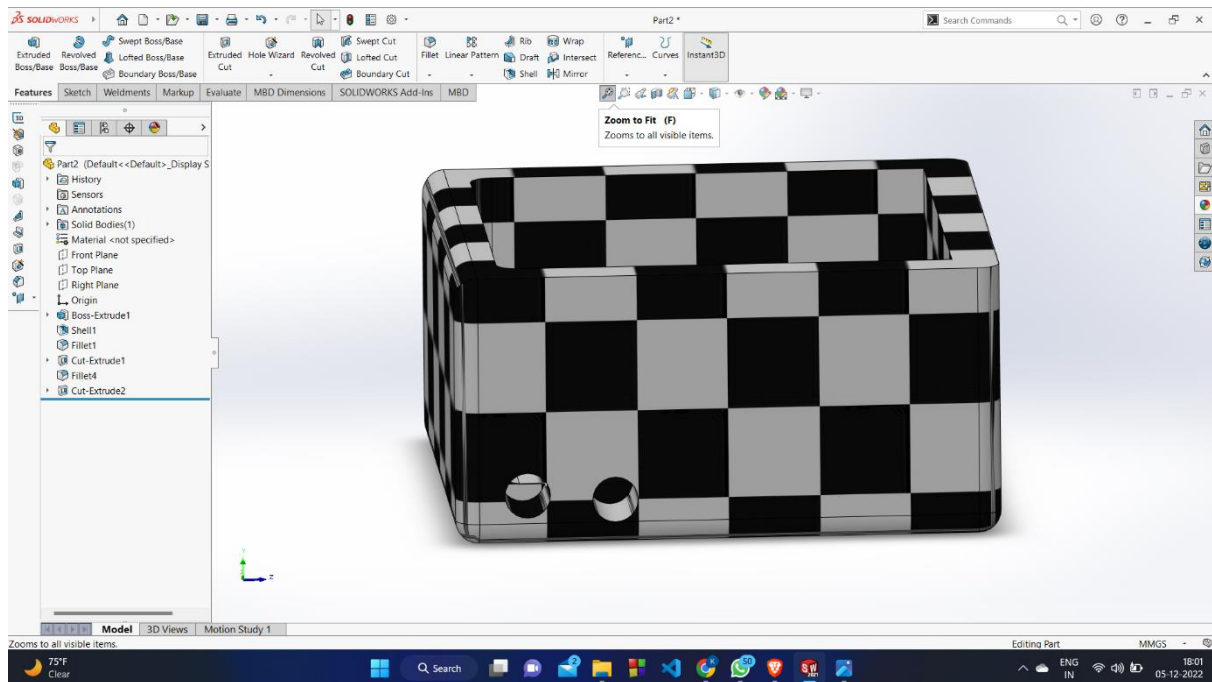 SOLIDWORKS
Part2 *
Search Commands
Extruded Boss/Base
Revolved Boss/Base
Swept Boss/Base
Lofted Boss/Base
Boundary Boss/Base
Extruded Cut
Hole Wizard
Revolved Cut
Swept Cut
Lofted Cut
Boundary Cut
Fillet
Linear Pattern
Rib
Draft
Shell
Wrap
Intersect
Mirror
Referenc...
Curves
Instant3D
Features Sketch Weldments Markup Evaluate MBD Dimensions SOLIDWORKS Add-Ins MBD
Zoom to Fit (F)
Zooms to all visible items.
Part2 (Default<<Default>_Display S
History
Sensors
Annotations
Solid Bodies(1)
Material <not specified>
Front Plane
Top Plane
Right Plane
Origin
Boss-Extrude1
Shell1
Fillet1
Cut-Extrude1
Fillet4
Cut-Extrude2
Y
Z
Model 3D Views Motion Study 1
Zooms to all visible items.
Editing Part MMGS -
75°F
Clear
Search
50
ENG
IN
18:01
05-12-2022